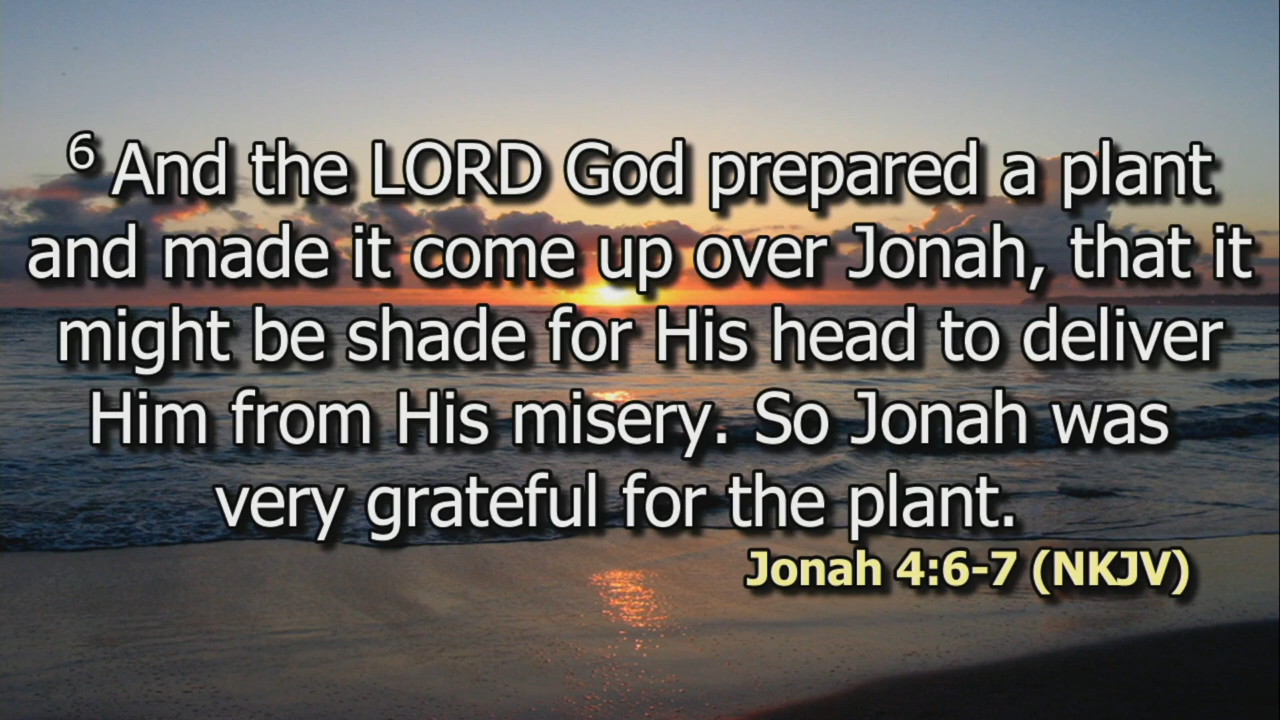 6 And the LORD God prepared a plant
and made it come up over Jonah, that it
might be shade for His head to deliver
Him from His misery. So Jonah was
very grateful for the plant.
Jonah 4:6-7 (NKJV)